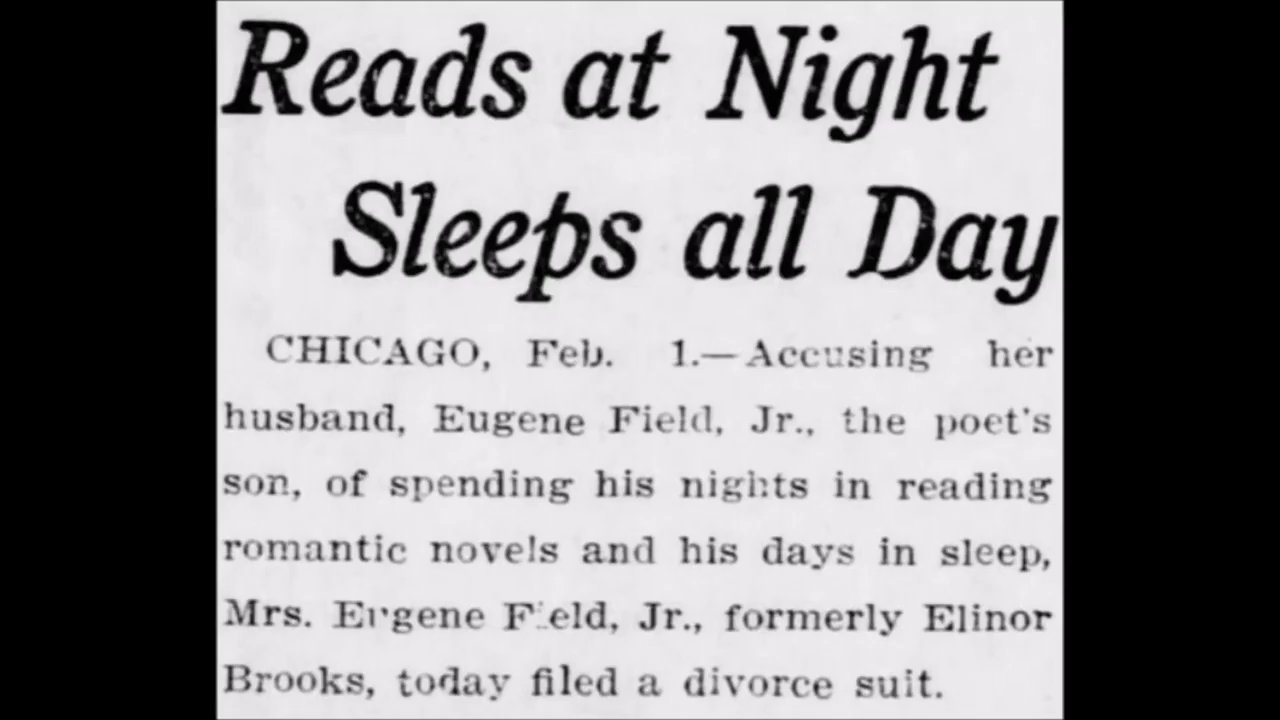 Reads at Night
Sleeps all Day
CHICAGO, Feb. 1.—Accusing her
husband, Eugene Field, Jr., the poet's
son, of spending his nights in reading
romantic novels and his days in sleep,
Mrs. Eugene Field, Jr., formerly Elinor
Brooks, today filed a divorce suit.